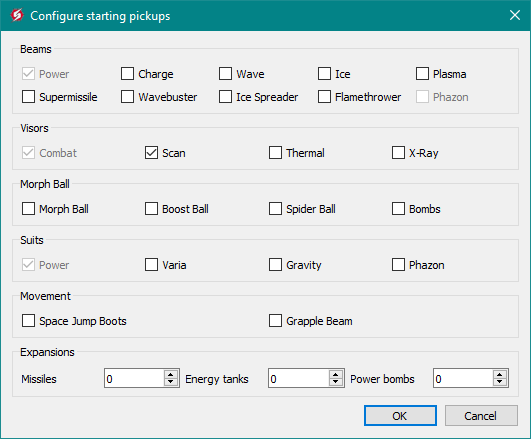 Configure starting pickups
Beams
Power Charge Wave Ice Plasma
Supermissile Wavebuster Ice Spreader Flamethrower Phazon
Visors
Combat Scan Thermal X-Ray
Morph Ball
Morph Ball Boost Ball Spider Ball Bombs
Suits
Power Varia Gravity Phazon
Movement
Space Jump Boots Grapple Beam
Expansions
Missiles 0 Energy tanks 0 Power bombs 0
OK Cancel